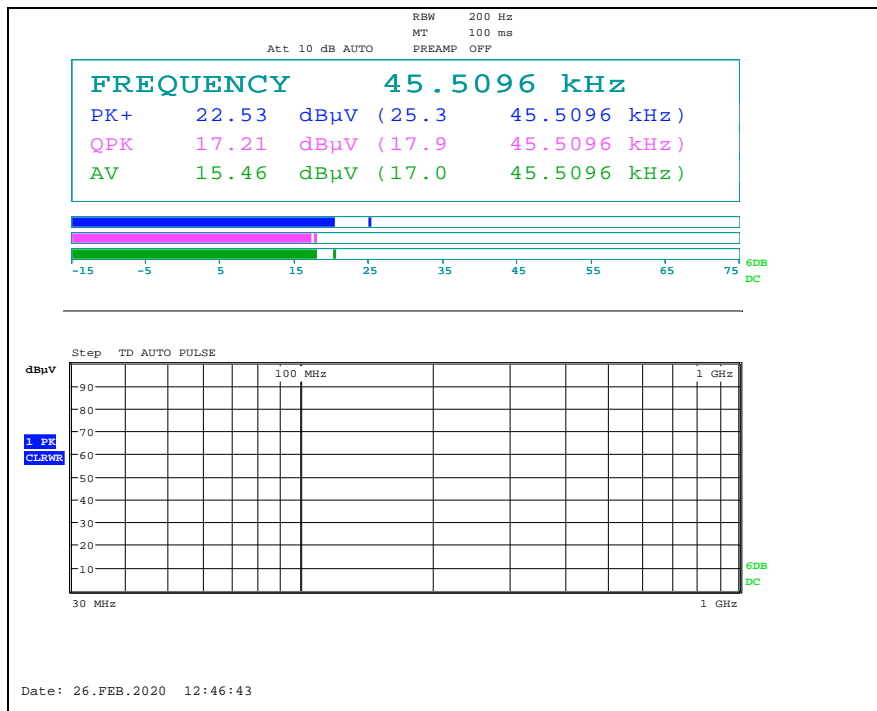 RBW 200 Hz
MT 100 ms
Att 10 dB AUTO PREAMP OFF
FREQUENCY 45.5096 kHz
PK+ 22.53 dBµV (25.3 45.5096 kHz)
QPK 17.21 dBµV (17.9 45.5096 kHz)
AV 15.46 dBµV (17.0 45.5096 kHz)
-15 -5 5 15 25 35 45 55 65 75
6DB
DC
Step TD AUTO PULSE
dBµV
100 MHz 1 GHz
90
80
70
1 PK
CLRWR
60
50
40
30
20
10
6DB
DC
30 MHz 1 GHz
Date: 26.FEB.2020 12:46:43